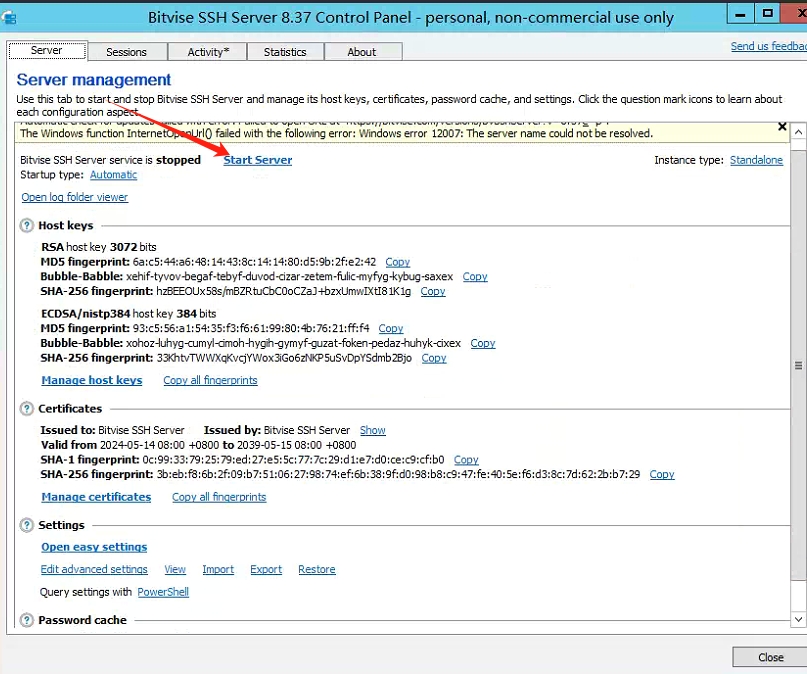 Bitvise SSH Server 8.37 Control Panel - personal, non-commercial use only
Server
Sessions
Activity*
Statistics
About
Send us feedbac
Server management
Use this tab to start and stop Bitvise SSH Server and manage its host keys, certificates, password cache, and settings. Click the question mark icons to learn about
each configuration aspect.
The Windows function InternetOpenUrl() failed with the following error: Windows error 12007: The server name could not be resolved.
Bitvise SSH Server service is stopped Start Server
Instance type: Standalone
Startup type: Automatic
Open log folder viewer
Host keys
RSA host key 3072 bits
MD5 fingerprint: 6a:c5:44:a6:48:14:43:8c:14:14:80:d5:9b:2f:e2:42 Copy
Bubble-Babble: xehif-tyvov-begaf-tebyf-duvod-cizar-zetem-fulic-myfyg-kybug-saxex Copy
SHA-256 fingerprint: hzBEEOUx58s/mBZRtuCbC0oCZaJ+bzxUmwIXtI81K1g Copy
ECDSA/nistp384 host key 384 bits
MD5 fingerprint: 93:c5:56:a1:54:35:f3:f6:61:99:80:4b:76:21:ff:f4 Copy
Bubble-Babble: xohoz-luhyg-cumyl-cimoh-hygih-gymyf-guzat-foken-pedaz-huhyk-cixex Copy
SHA-256 fingerprint: 33KhtvTWWXqKvcjYWox3iGo6zNKP5uSvDpYSdmb2Bjo Copy
Manage host keys Copy all fingerprints
Certificates
Issued to: Bitvise SSH Server Issued by: Bitvise SSH Server Show
Valid from 2024-05-14 08:00 +0800 to 2039-05-15 08:00 +0800
SHA-1 fingerprint: 0c:99:33:79:25:79:ed:27:e5:5c:77:7c:29:d1:e7:d0:ce:c9:cf:b0 Copy
SHA-256 fingerprint: 3b:eb:f8:6b:2f:09:b7:51:06:27:98:74:ef:6b:38:9f:d0:98:b8:c9:47:fe:40:5e:f6:d3:8c:7d:62:2b:b7:29 Copy
Manage certificates Copy all fingerprints
Settings
Open easy settings
Edit advanced settings View Import Export Restore
Query settings with PowerShell
Password cache
Close